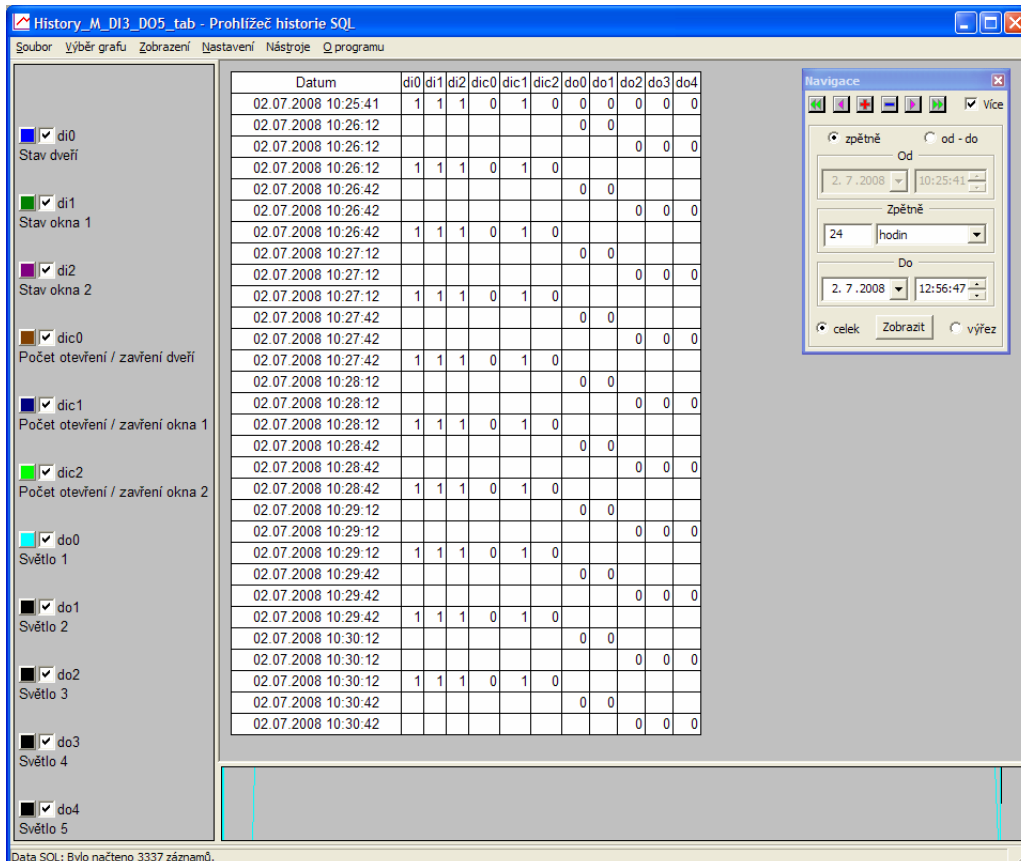 History_M_DI3_DO5_tab - Prohlížeč historie SQL
Soubor Výběr grafu Zobrazení Nastavení Nástroje O programu
di0
Stav dveří
di1
Stav okna 1
di2
Stav okna 2
dic0
Počet otevření / zavření dveří
dic1
Počet otevření / zavření okna 1
dic2
Počet otevření / zavření okna 2
do0
Světlo 1
do1
Světlo 2
do2
Světlo 3
do3
Světlo 4
do4
Světlo 5
Datum di0 di1 di2 dic0 dic1 dic2 do0 do1 do2 do3 do4
02.07.2008 10:25:41 1 1 1 0 1 0 0 0 0 0 0
02.07.2008 10:26:12 0 0
02.07.2008 10:26:12 0 0 0
02.07.2008 10:26:12 1 1 1 0 1 0
02.07.2008 10:26:42 0 0
02.07.2008 10:26:42 0 0 0
02.07.2008 10:26:42 1 1 1 0 1 0
02.07.2008 10:27:12 0 0
02.07.2008 10:27:12 0 0 0
02.07.2008 10:27:12 1 1 1 0 1 0
02.07.2008 10:27:42 0 0
02.07.2008 10:27:42 0 0 0
02.07.2008 10:27:42 1 1 1 0 1 0
02.07.2008 10:28:12 0 0
02.07.2008 10:28:12 0 0 0
02.07.2008 10:28:12 1 1 1 0 1 0
02.07.2008 10:28:42 0 0
02.07.2008 10:28:42 0 0 0
02.07.2008 10:28:42 1 1 1 0 1 0
02.07.2008 10:29:12 0 0
02.07.2008 10:29:12 0 0 0
02.07.2008 10:29:12 1 1 1 0 1 0
02.07.2008 10:29:42 0 0
02.07.2008 10:29:42 0 0 0
02.07.2008 10:29:42 1 1 1 0 1 0
02.07.2008 10:30:12 0 0
02.07.2008 10:30:12 0 0 0
02.07.2008 10:30:12 1 1 1 0 1 0
02.07.2008 10:30:42 0 0
02.07.2008 10:30:42 0 0 0
Navigace
Více
zpětně od - do
Od
2. 7 .2008 10:25:41
Zpětně
24 hodin
Do
2. 7 .2008 12:56:47
celek Zobrazit výřez
Data SQL: Bylo načteno 3337 záznamů.